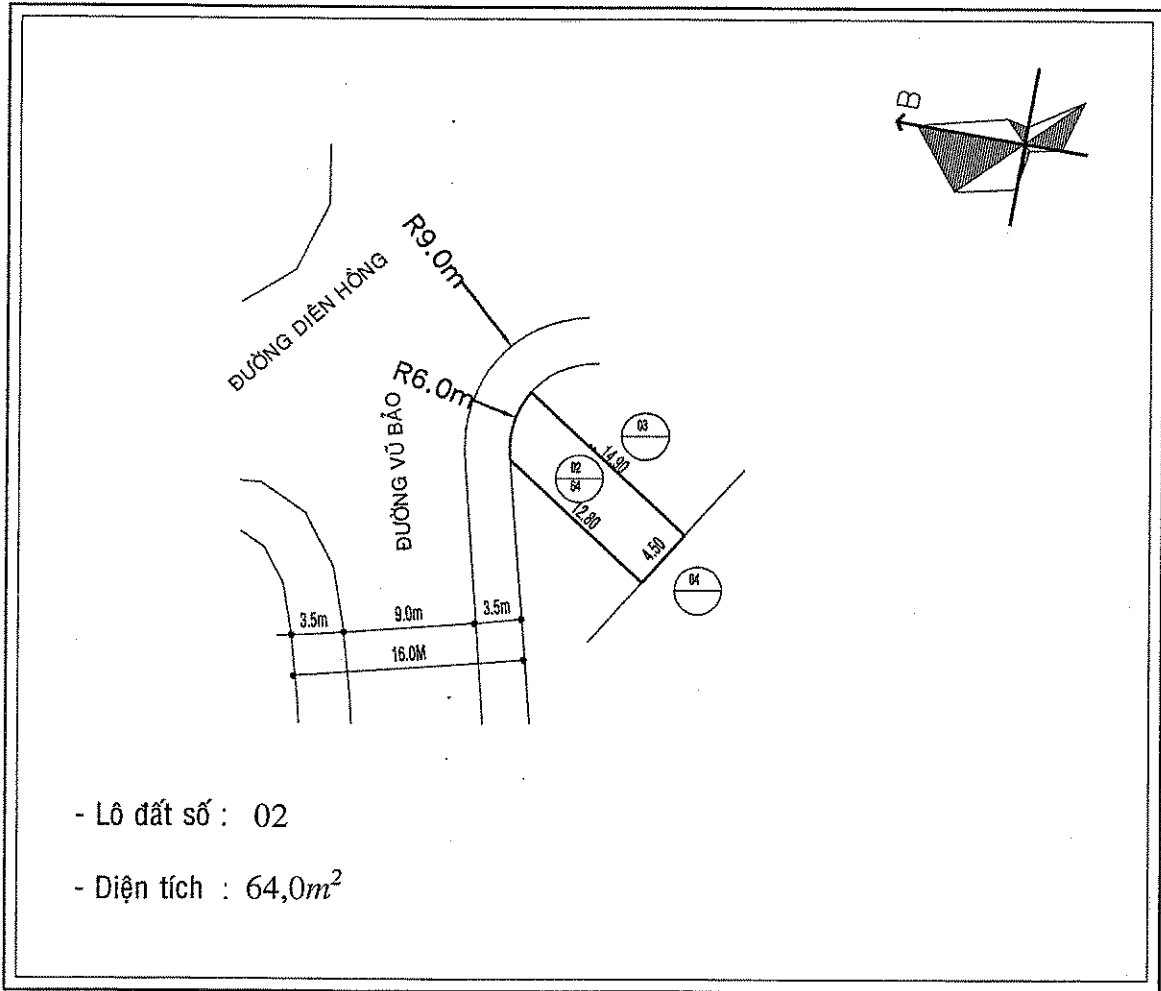 B
R9.0m
ĐƯỜNG DIÊN HỒNG
R6.0m
ĐƯỜNG VŨ BẢO
03
14.90
02
64
12.80
4.50
04
3.5m
9.0m
3.5m
16.0M
- Lô đất số : 02
- Diện tích : 64,0m²